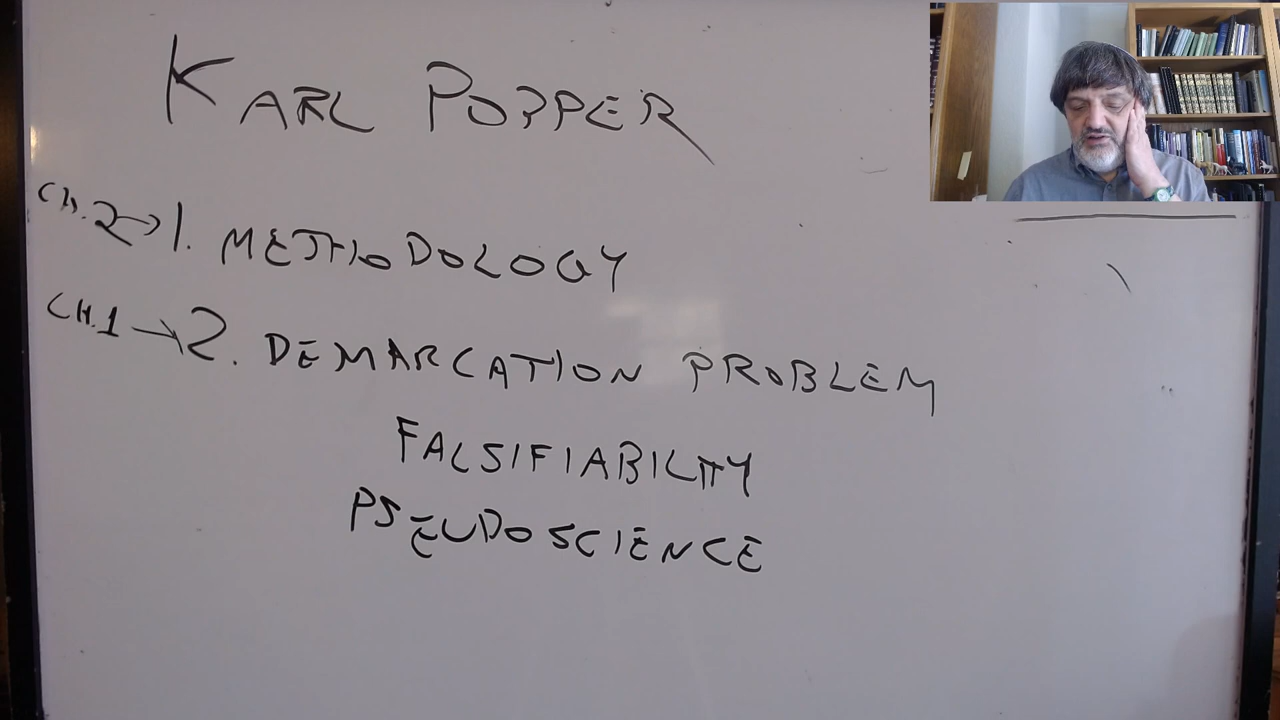 KARL POPPER
CH.2→1. METHODOLOGY
CH.1→2. DEMARCATION PROBLEM
FALSIFIABILITY
PSEUDOSCIENCE